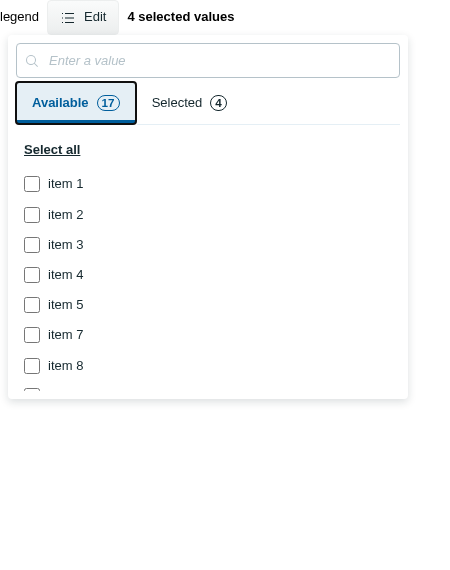 legend Edit 4 selected values
Enter a value
Available 17 Selected 4
Select all
item 1
item 2
item 3
item 4
item 5
item 7
item 8